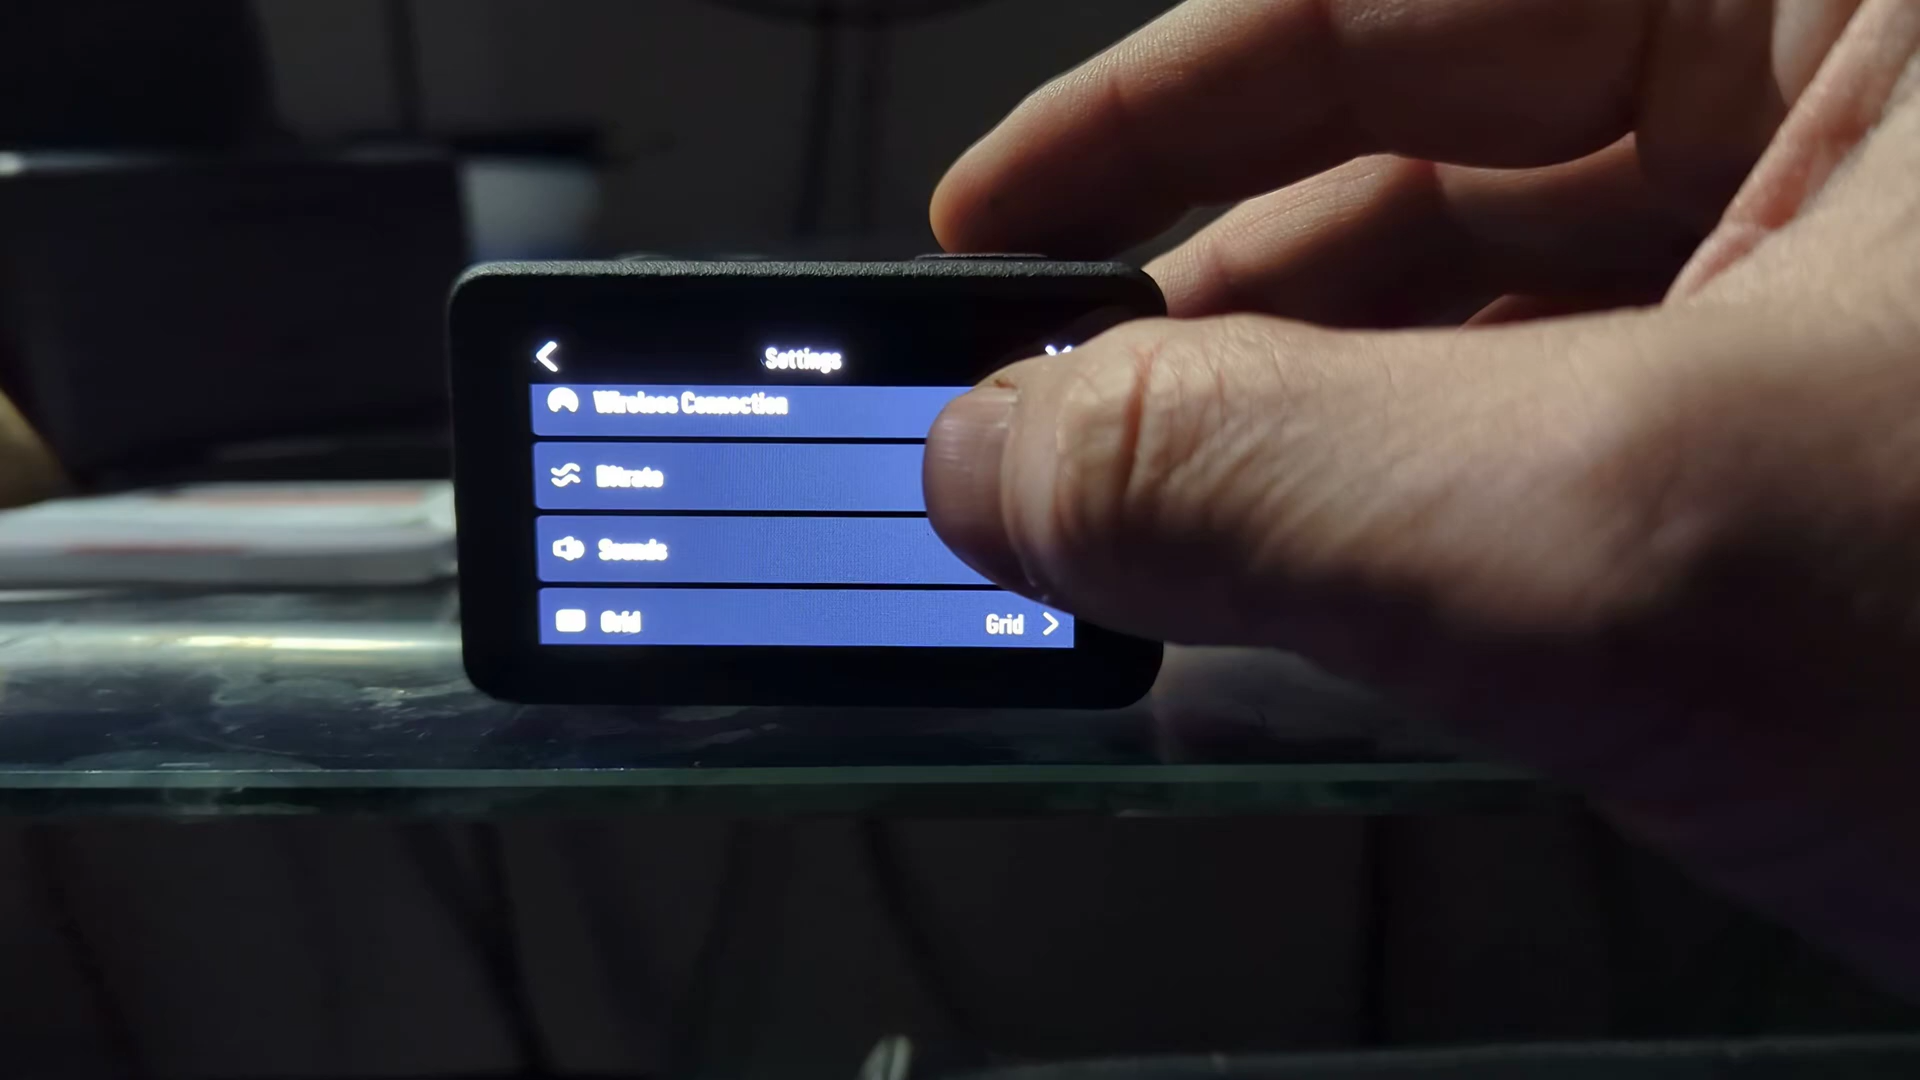 Settings
Wireless Connection
Bitrate
Sounds
Grid Grid